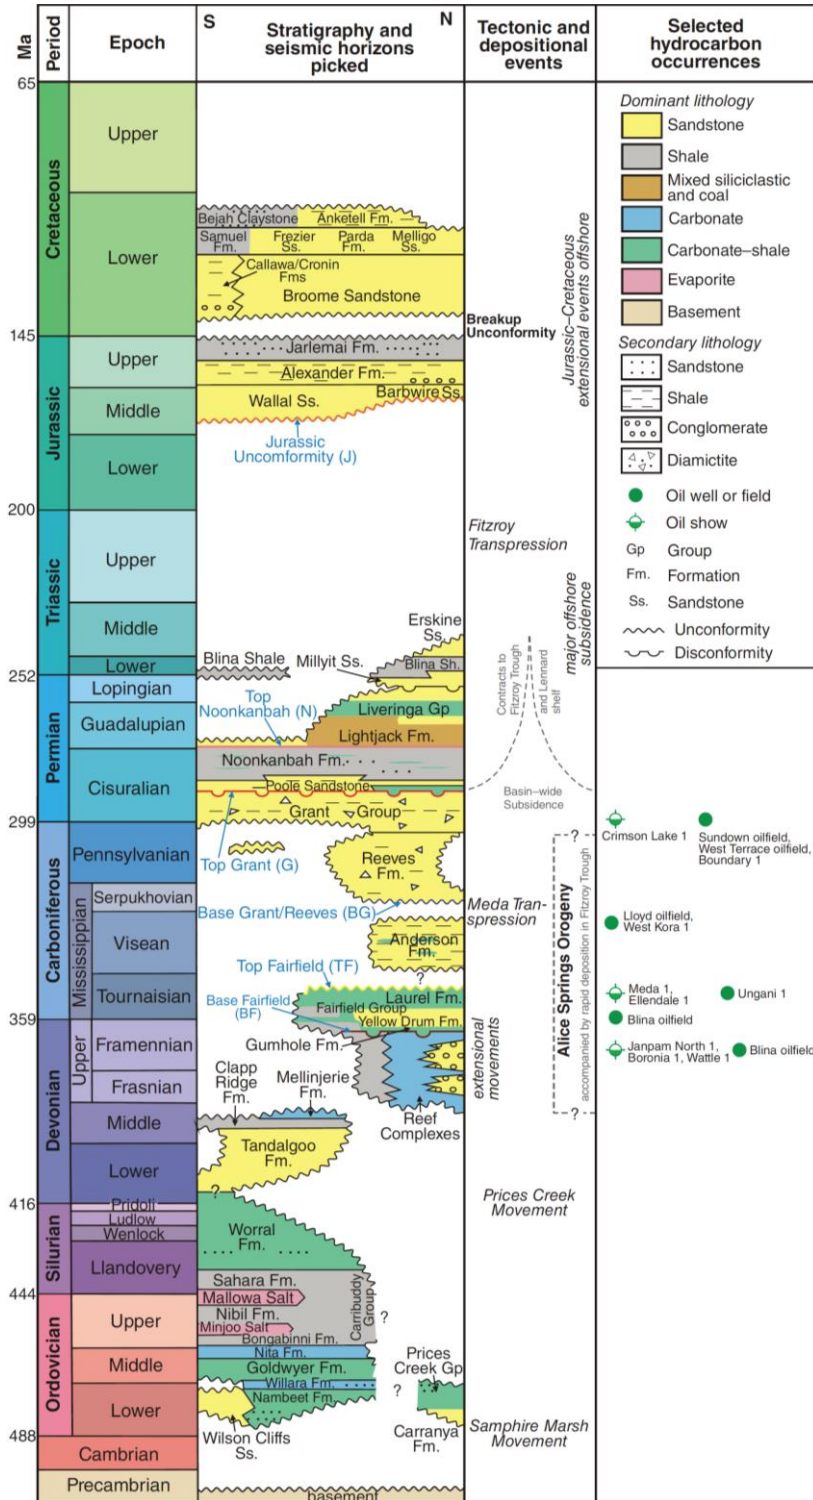 Ma
Period
Epoch
S
Stratigraphy and
seismic horizons
picked
N
Tectonic and
depositional
events
Selected
hydrocarbon
occurrences
65
145
200
252
299
359
416
444
488
Cretaceous
Jurassic
Triassic
Permian
Carboniferous
Devonian
Silurian
Ordovician
Upper
Lower
Upper
Middle
Lower
Upper
Middle
Lower
Lopingian
Guadalupian
Cisuralian
Pennsylvanian
Mississippian
Serpukhovian
Visean
Tournaisian
Upper
Framennian
Frasnian
Middle
Lower
Pridoli
Ludlow
Wenlock
Llandovery
Upper
Middle
Lower
Cambrian
Precambrian
Bejah Claystone
Anketell Fm.
Samuel
Fm.
Frezier
Ss.
Parda
Fm.
Melligo
Ss.
Callawa/Cronin
Fms
Broome Sandstone
Jarlemai Fm.
Alexander Fm.
Wallal Ss.
Barbwire Ss.
Jurassic
Uncomformity (J)
Erskine
Ss.
Blina Shale
Millyit Ss.
Blina Sh.
Top
Noonkanbah (N)
Liveringa Gp
Lightjack Fm.
Noonkanbah Fm.
Poole Sandstone
Grant Group
Top Grant (G)
Reeves
Fm.
Base Grant/Reeves (BG)
Anderson
Fm.
?
Top Fairfield (TF)
Laurel Fm.
Fairfield Group
Base Fairfield
(BF)
Yellow Drum Fm.
Gumhole Fm.
Clapp
Ridge
Fm.
Mellinjerie
Fm.
Reef
Complexes
Tandalgoo
Fm.
?
Worral
Fm.
Sahara Fm.
Mallowa Salt
Nibil Fm.
Minjoo Salt
Bongabinni Fm.
Carribuddy
Group
?
Nita Fm.
Goldwyer Fm.
Willara Fm.
Nambeet Fm.
?
Prices
Creek Gp
Wilson Cliffs
Ss.
Carranya
Fm.
basement
Breakup
Unconformity
Jurassic–Cretaceous
extensional events offshore
Fitzroy
Transpression
major offshore
subsidence
Contracts to
Fitzroy Trough
and Lennard
shelf
Basin–wide
Subsidence
Meda Tran-
spression
?
Alice Springs Orogeny
accompanied by rapid deposition in Fitzroy Trough
?
extensional
movements
Prices Creek
Movement
Samphire Marsh
Movement
Dominant lithology
Sandstone
Shale
Mixed siliciclastic
and coal
Carbonate
Carbonate–shale
Evaporite
Basement
Secondary lithology
Sandstone
Shale
Conglomerate
Diamictite
Oil well or field
Oil show
Gp Group
Fm. Formation
Ss. Sandstone
Unconformity
Disconformity
Crimson Lake 1
Sundown oilfield,
West Terrace oilfield,
Boundary 1
Lloyd oilfield,
West Kora 1
Meda 1,
Ellendale 1
Ungani 1
Blina oilfield
Janpam North 1,
Boronia 1, Wattle 1
Blina oilfield